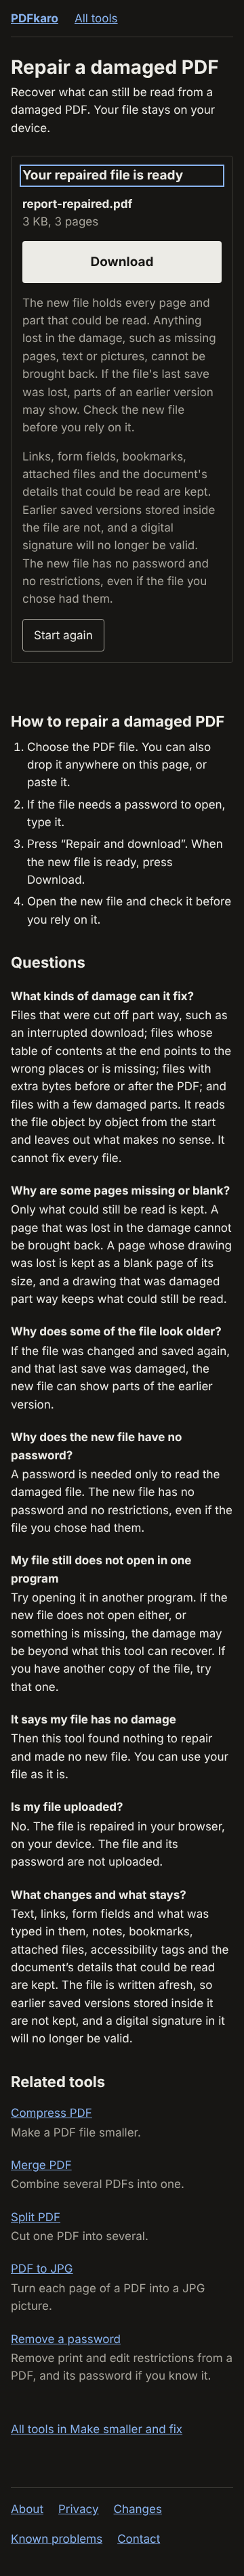 PDFkaro All tools
Repair a damaged PDF
Recover what can still be read from a
damaged PDF. Your file stays on your
device.
Your repaired file is ready
report-repaired.pdf
3 KB, 3 pages
Download
The new file holds every page and
part that could be read. Anything
lost in the damage, such as missing
pages, text or pictures, cannot be
brought back. If the file's last save
was lost, parts of an earlier version
may show. Check the new file
before you rely on it.
Links, form fields, bookmarks,
attached files and the document's
details that could be read are kept.
Earlier saved versions stored inside
the file are not, and a digital
signature will no longer be valid.
The new file has no password and
no restrictions, even if the file you
chose had them.
Start again
How to repair a damaged PDF
1. Choose the PDF file. You can also
drop it anywhere on this page, or
paste it.
2. If the file needs a password to open,
type it.
3. Press “Repair and download”. When
the new file is ready, press
Download.
4. Open the new file and check it before
you rely on it.
Questions
What kinds of damage can it fix?
Files that were cut off part way, such as
an interrupted download; files whose
table of contents at the end points to the
wrong places or is missing; files with
extra bytes before or after the PDF; and
files with a few damaged parts. It reads
the file object by object from the start
and leaves out what makes no sense. It
cannot fix every file.
Why are some pages missing or blank?
Only what could still be read is kept. A
page that was lost in the damage cannot
be brought back. A page whose drawing
was lost is kept as a blank page of its
size, and a drawing that was damaged
part way keeps what could still be read.
Why does some of the file look older?
If the file was changed and saved again,
and that last save was damaged, the
new file can show parts of the earlier
version.
Why does the new file have no
password?
A password is needed only to read the
damaged file. The new file has no
password and no restrictions, even if the
file you chose had them.
My file still does not open in one
program
Try opening it in another program. If the
new file does not open either, or
something is missing, the damage may
be beyond what this tool can recover. If
you have another copy of the file, try
that one.
It says my file has no damage
Then this tool found nothing to repair
and made no new file. You can use your
file as it is.
Is my file uploaded?
No. The file is repaired in your browser,
on your device. The file and its
password are not uploaded.
What changes and what stays?
Text, links, form fields and what was
typed in them, notes, bookmarks,
attached files, accessibility tags and the
document’s details that could be read
are kept. The file is written afresh, so
earlier saved versions stored inside it
are not kept, and a digital signature in it
will no longer be valid.
Related tools
Compress PDF
Make a PDF file smaller.
Merge PDF
Combine several PDFs into one.
Split PDF
Cut one PDF into several.
PDF to JPG
Turn each page of a PDF into a JPG
picture.
Remove a password
Remove print and edit restrictions from a
PDF, and its password if you know it.
All tools in Make smaller and fix
About Privacy Changes
Known problems Contact